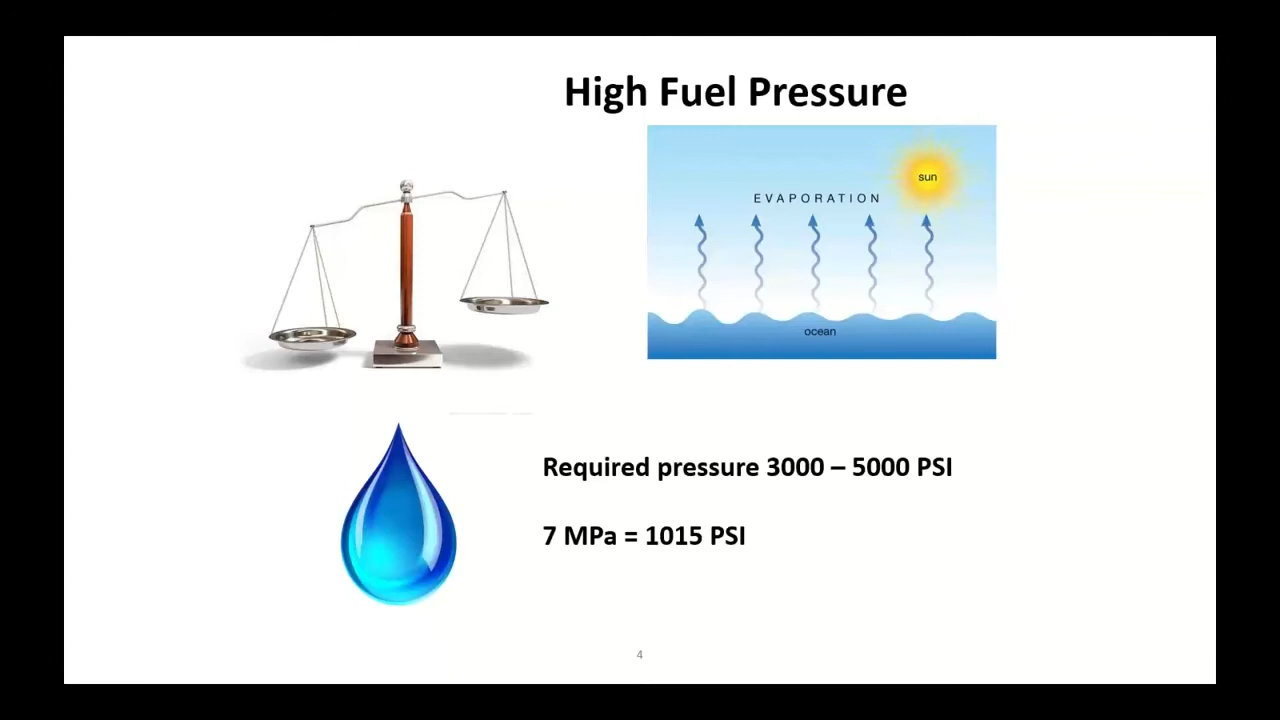 High Fuel Pressure
sun
EVAPORATION
ocean
Required pressure 3000 – 5000 PSI
7 MPa = 1015 PSI
4